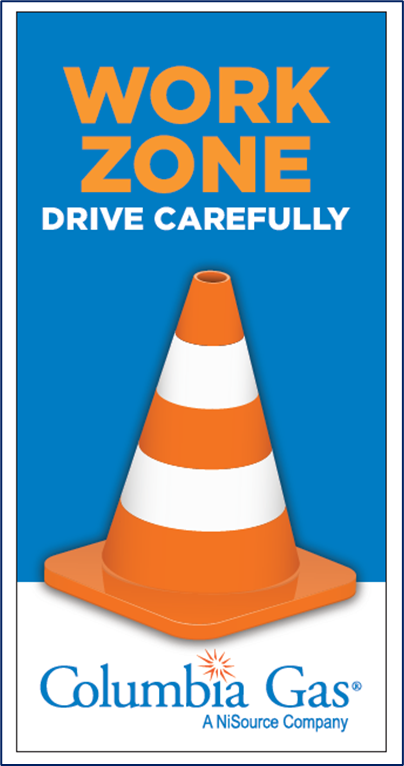 WORK
ZONE
DRIVE CAREFULLY
Columbia Gas®
A NiSource Company